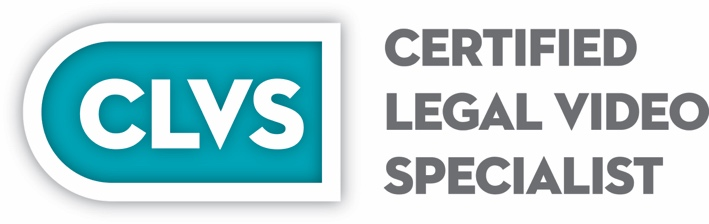 CLVS
CERTIFIED
LEGAL VIDEO
SPECIALIST